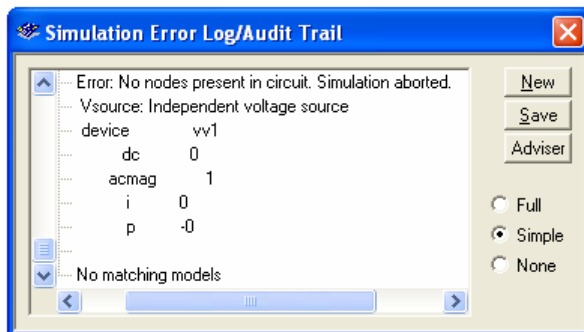 Simulation Error Log/Audit Trail
Error: No nodes present in circuit. Simulation aborted.
Vsource: Independent voltage source
device vv1
dc 0
acmag 1
i 0
p -0
No matching models
New
Save
Adviser
Full
Simple
None